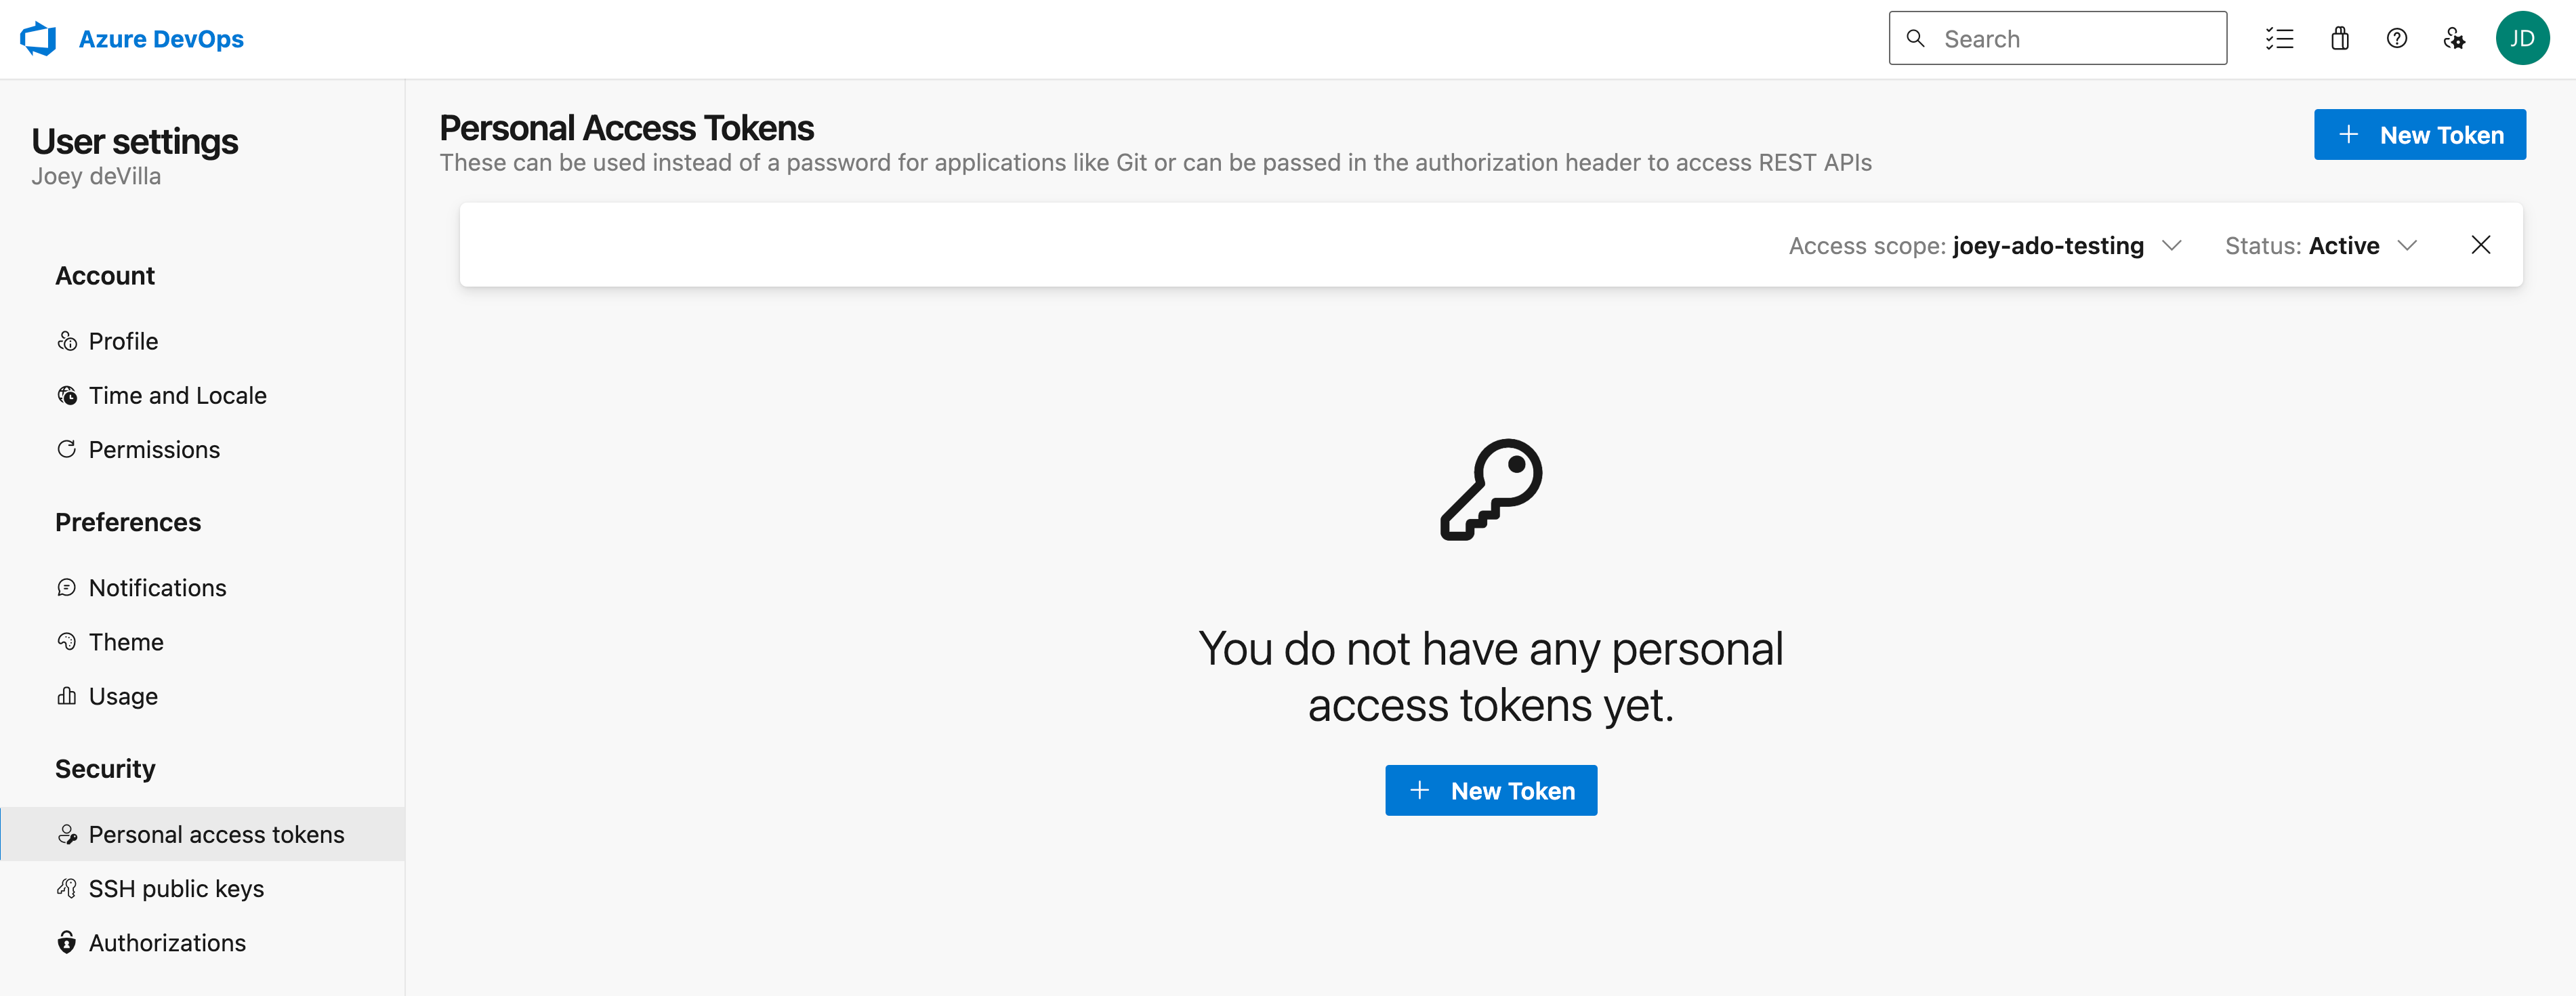 Azure DevOps
Search
JD
User settings
Joey deVilla
Account
Profile
Time and Locale
Permissions
Preferences
Notifications
Theme
Usage
Security
Personal access tokens
SSH public keys
Authorizations
Personal Access Tokens
These can be used instead of a password for applications like Git or can be passed in the authorization header to access REST APIs
New Token
Access scope: joey-ado-testing
Status: Active
You do not have any personal
access tokens yet.
New Token